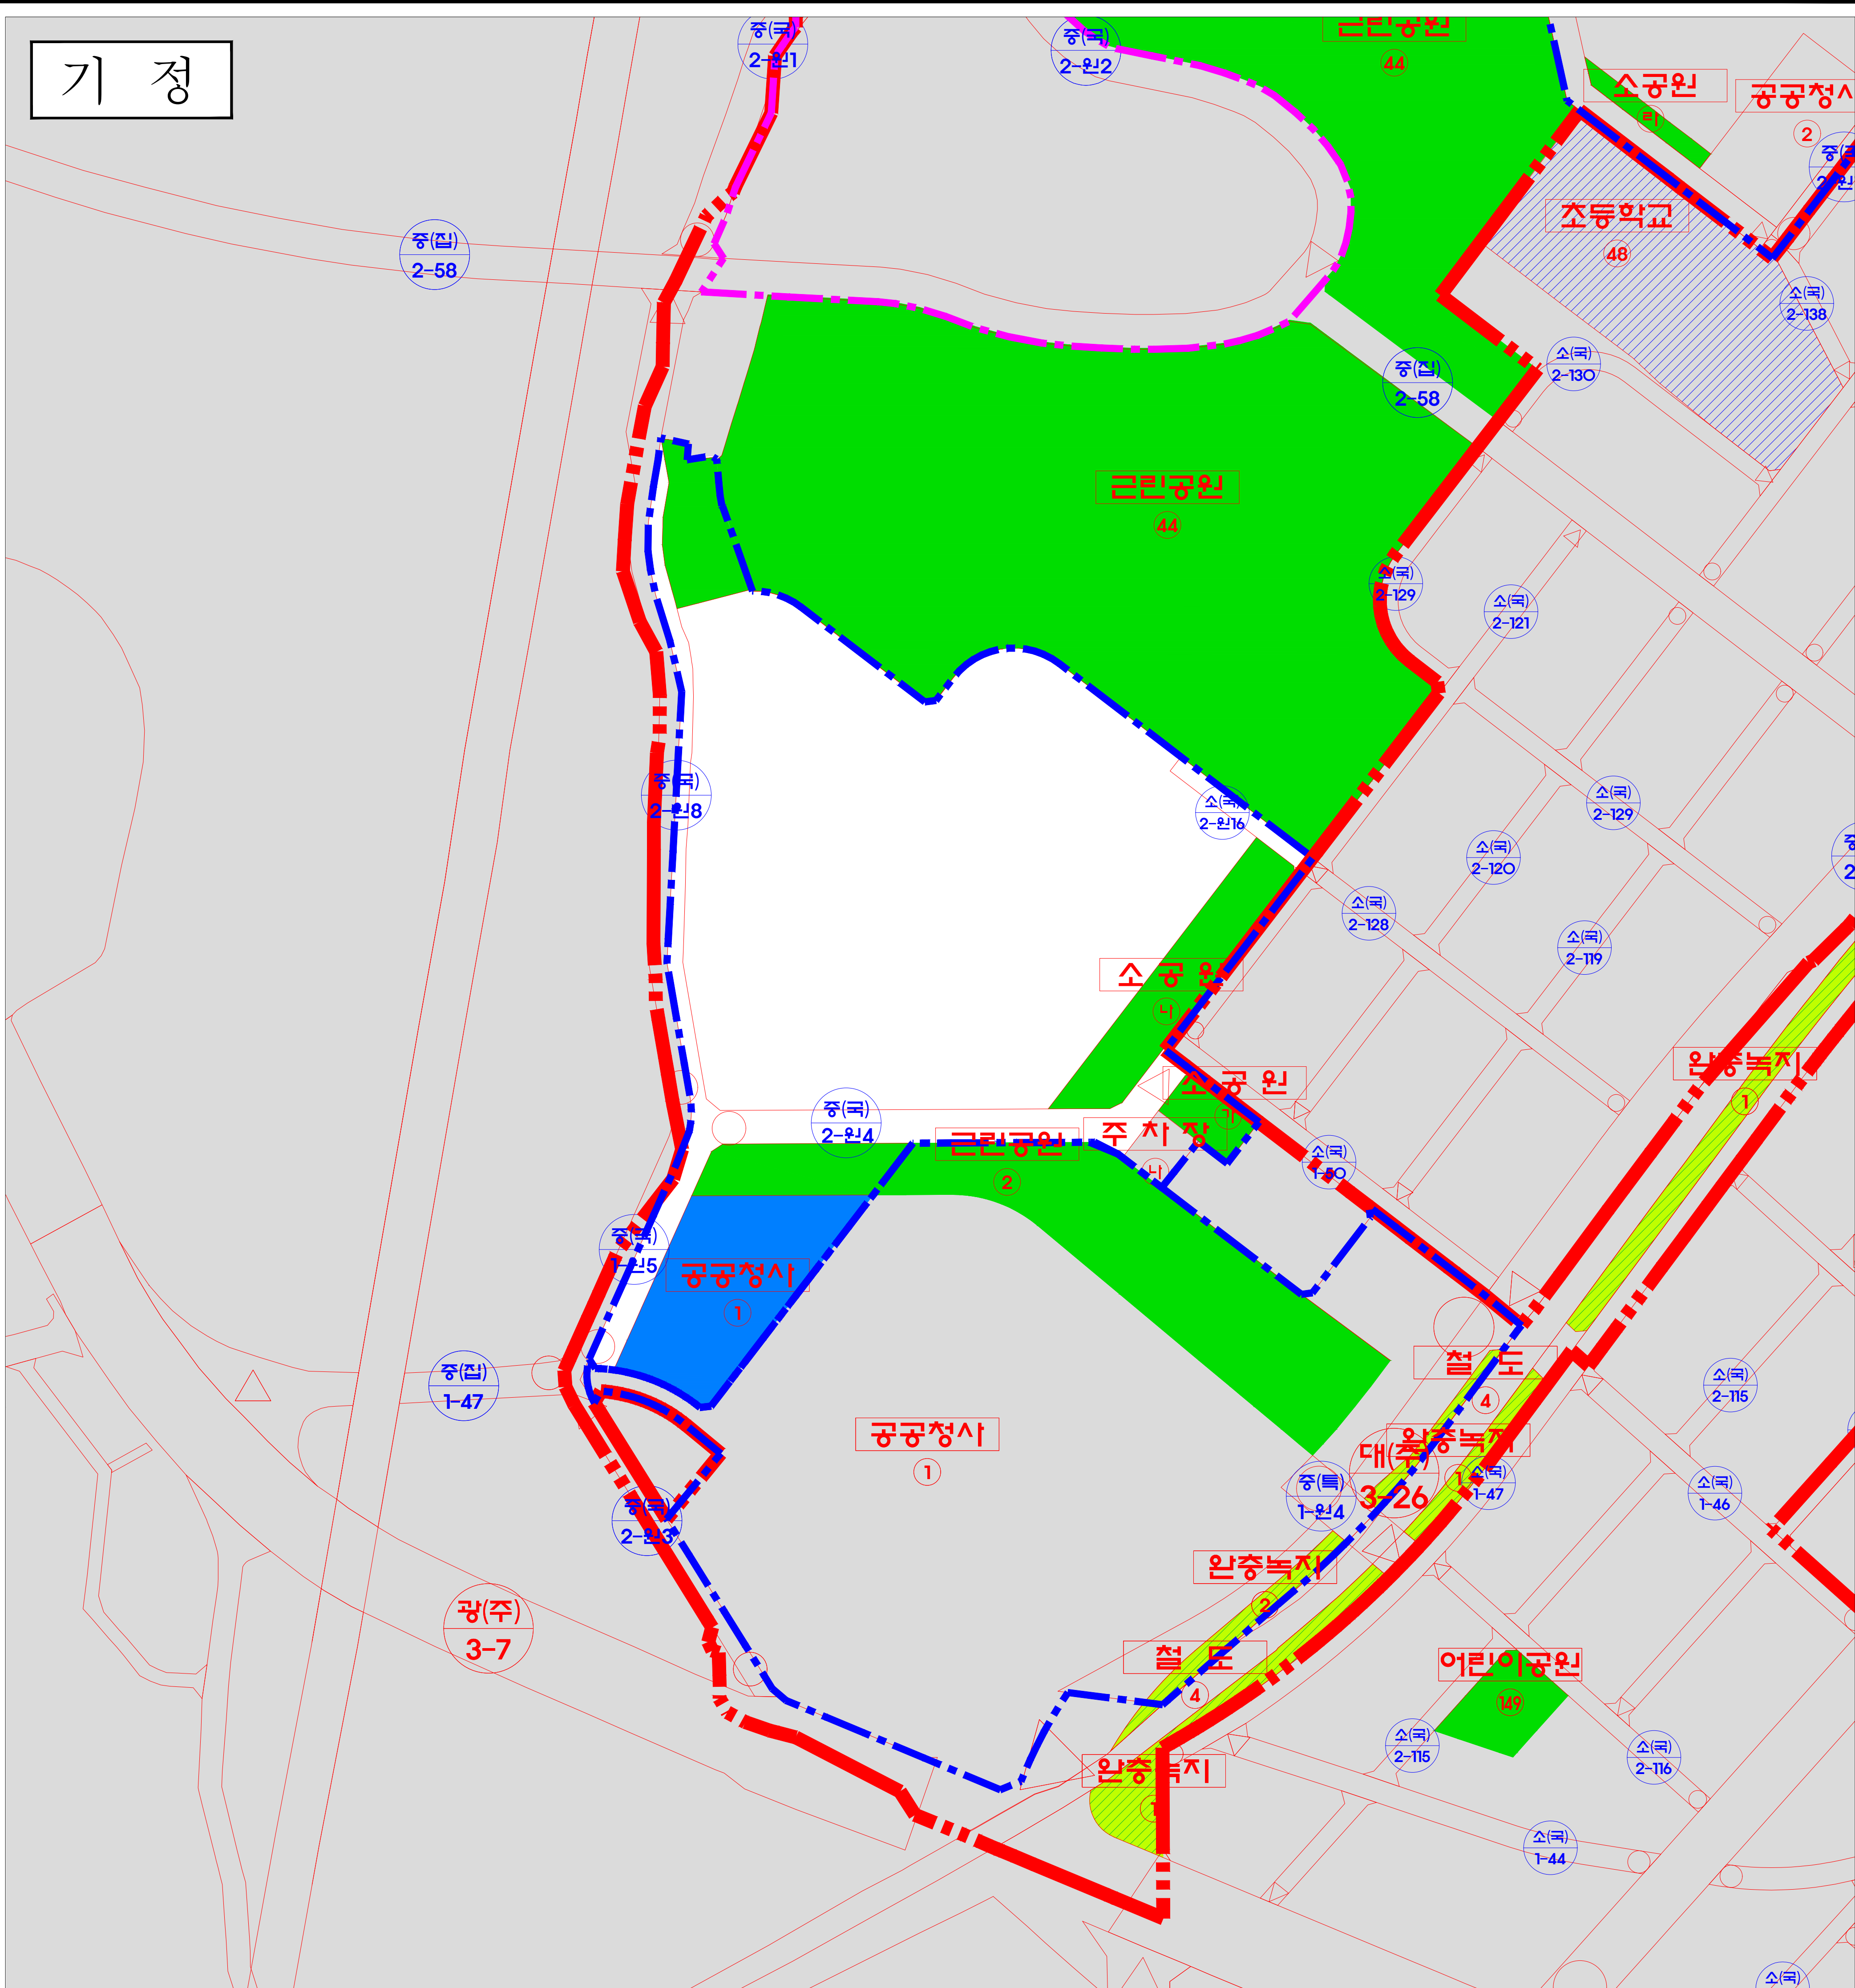 기 정
중(국)
2-원1
중(국)
2-원2
근린공원
44
소공원
라
공공청사
2
초등학교
48
중(집)
2-58
소(국)
2-138
소(국)
2-130
중(집)
2-58
근린공원
44
소(국)
2-129
소(국)
2-121
중(국)
2-원8
소(국)
2-원16
소(국)
2-129
소(국)
2-120
소(국)
2-128
소(국)
2-119
소 공 원
나
완충녹지
1
소 공 원
가
중(국)
2-원4
주 차 장
나
근린공원
2
소(국)
1-50
중(국)
1-원5
공공청사
1
철 도
4
중(집)
1-47
소(국)
2-115
공공청사
1
완충녹지
1
대(주)
3-26
중(특)
1-원4
소(국)
1-47
소(국)
1-46
중(국)
2-원3
완충녹지
2
광(주)
3-7
철 도
4
어린이공원
149
소(국)
2-115
소(국)
2-116
완충녹지
1
소(국)
1-44
소(국)